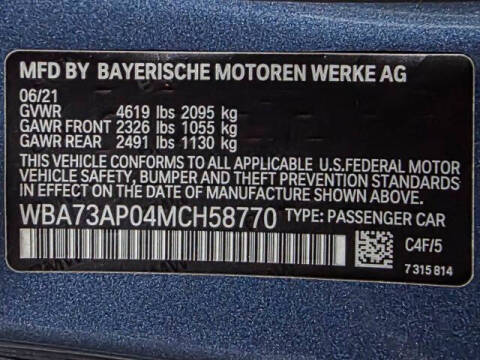 MFD BY BAYERISCHE MOTOREN WERKE AG
06/21
GVWR 4619 lbs 2095 kg
GAWR FRONT 2326 lbs 1055 kg
GAWR REAR 2491 lbs 1130 kg
THIS VEHICLE CONFORMS TO ALL APPLICABLE U.S.FEDERAL MOTOR
VEHICLE SAFETY, BUMPER AND THEFT PREVENTION STANDARDS IN
EFFECT ON THE DATE OF MANUFACTURE SHOWN ABOVE.
WBA73AP04MCH58770 TYPE: PASSENGER CAR
C4F/5
7 315 814